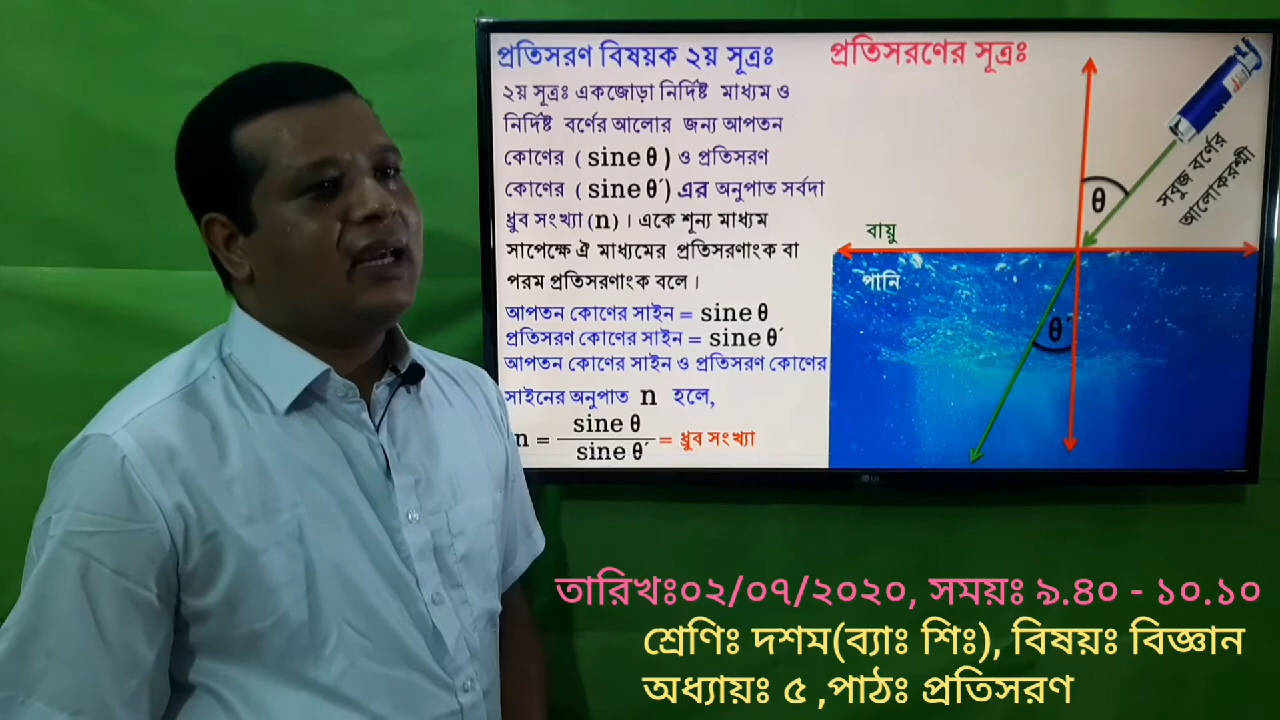 প্রতিসরণ বিষয়ক ২য় সূত্রঃ
২য় সূত্রঃ একজোড়া নির্দিষ্ট মাধ্যম ও
নির্দিষ্ট বর্ণের আলোর জন্য আপতন
কোণের ( sine θ ) ও প্রতিসরণ
কোণের ( sine θ′ ) এর অনুপাত সর্বদা
ধ্রুব সংখ্যা (n) । একে শূন্য মাধ্যম
সাপেক্ষে ঐ মাধ্যমের প্রতিসরণাংক বা
পরম প্রতিসরণাংক বলে ।
আপতন কোণের সাইন = sine θ
প্রতিসরণ কোণের সাইন = sine θ′
আপতন কোণের সাইন ও প্রতিসরণ কোণের
সাইনের অনুপাত n হলে,
n = sine θ / sine θ′ = ধ্রুব সংখ্যা
প্রতিসরণের সূত্রঃ
সবুজ বর্ণের
আলোকরশ্মী
θ
বায়ু
পানি
θ′
LG
তারিখঃ০২/০৭/২০২০, সময়ঃ ৯.৪০ - ১০.১০
শ্রেণিঃ দশম(ব্যাঃ শিঃ), বিষয়ঃ বিজ্ঞান
অধ্যায়ঃ ৫ ,পাঠঃ প্রতিসরণ